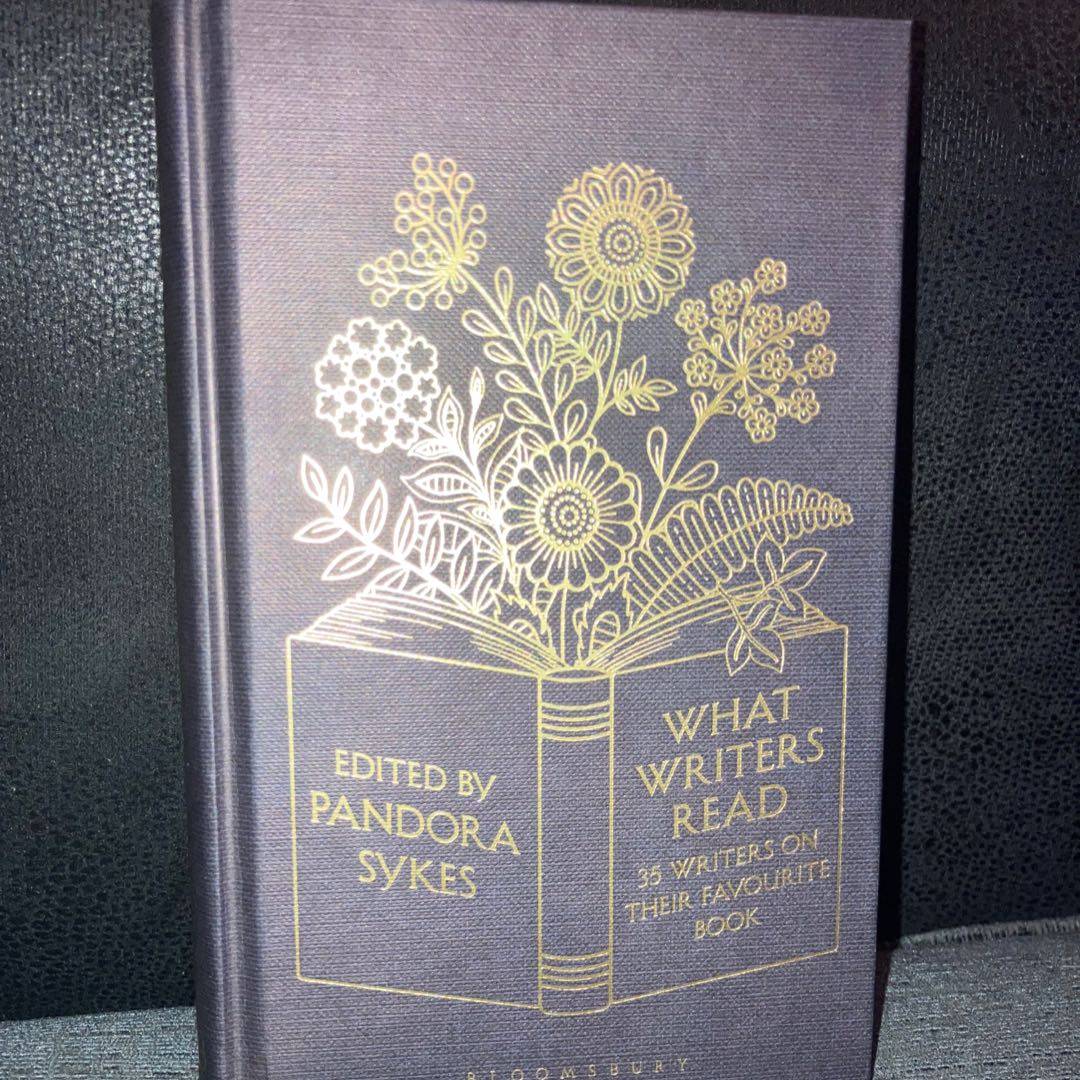 EDITED BY
PANDORA
SYKES
WHAT
WRITERS
READ
35 WRITERS ON
THEIR FAVOURITE
BOOK
BLOOMSBURY